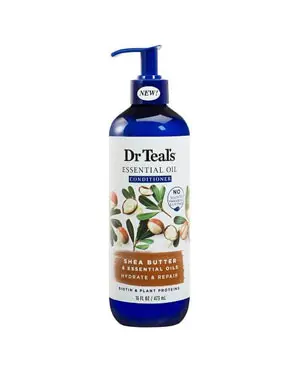 NEW!
Dr Teal's
ESSENTIAL OIL
CONDITIONER
NO
SHEA BUTTER
& ESSENTIAL OILS
HYDRATE & REPAIR
BIOTIN & PLANT PROTEINS
16 fl oz / 473 mL